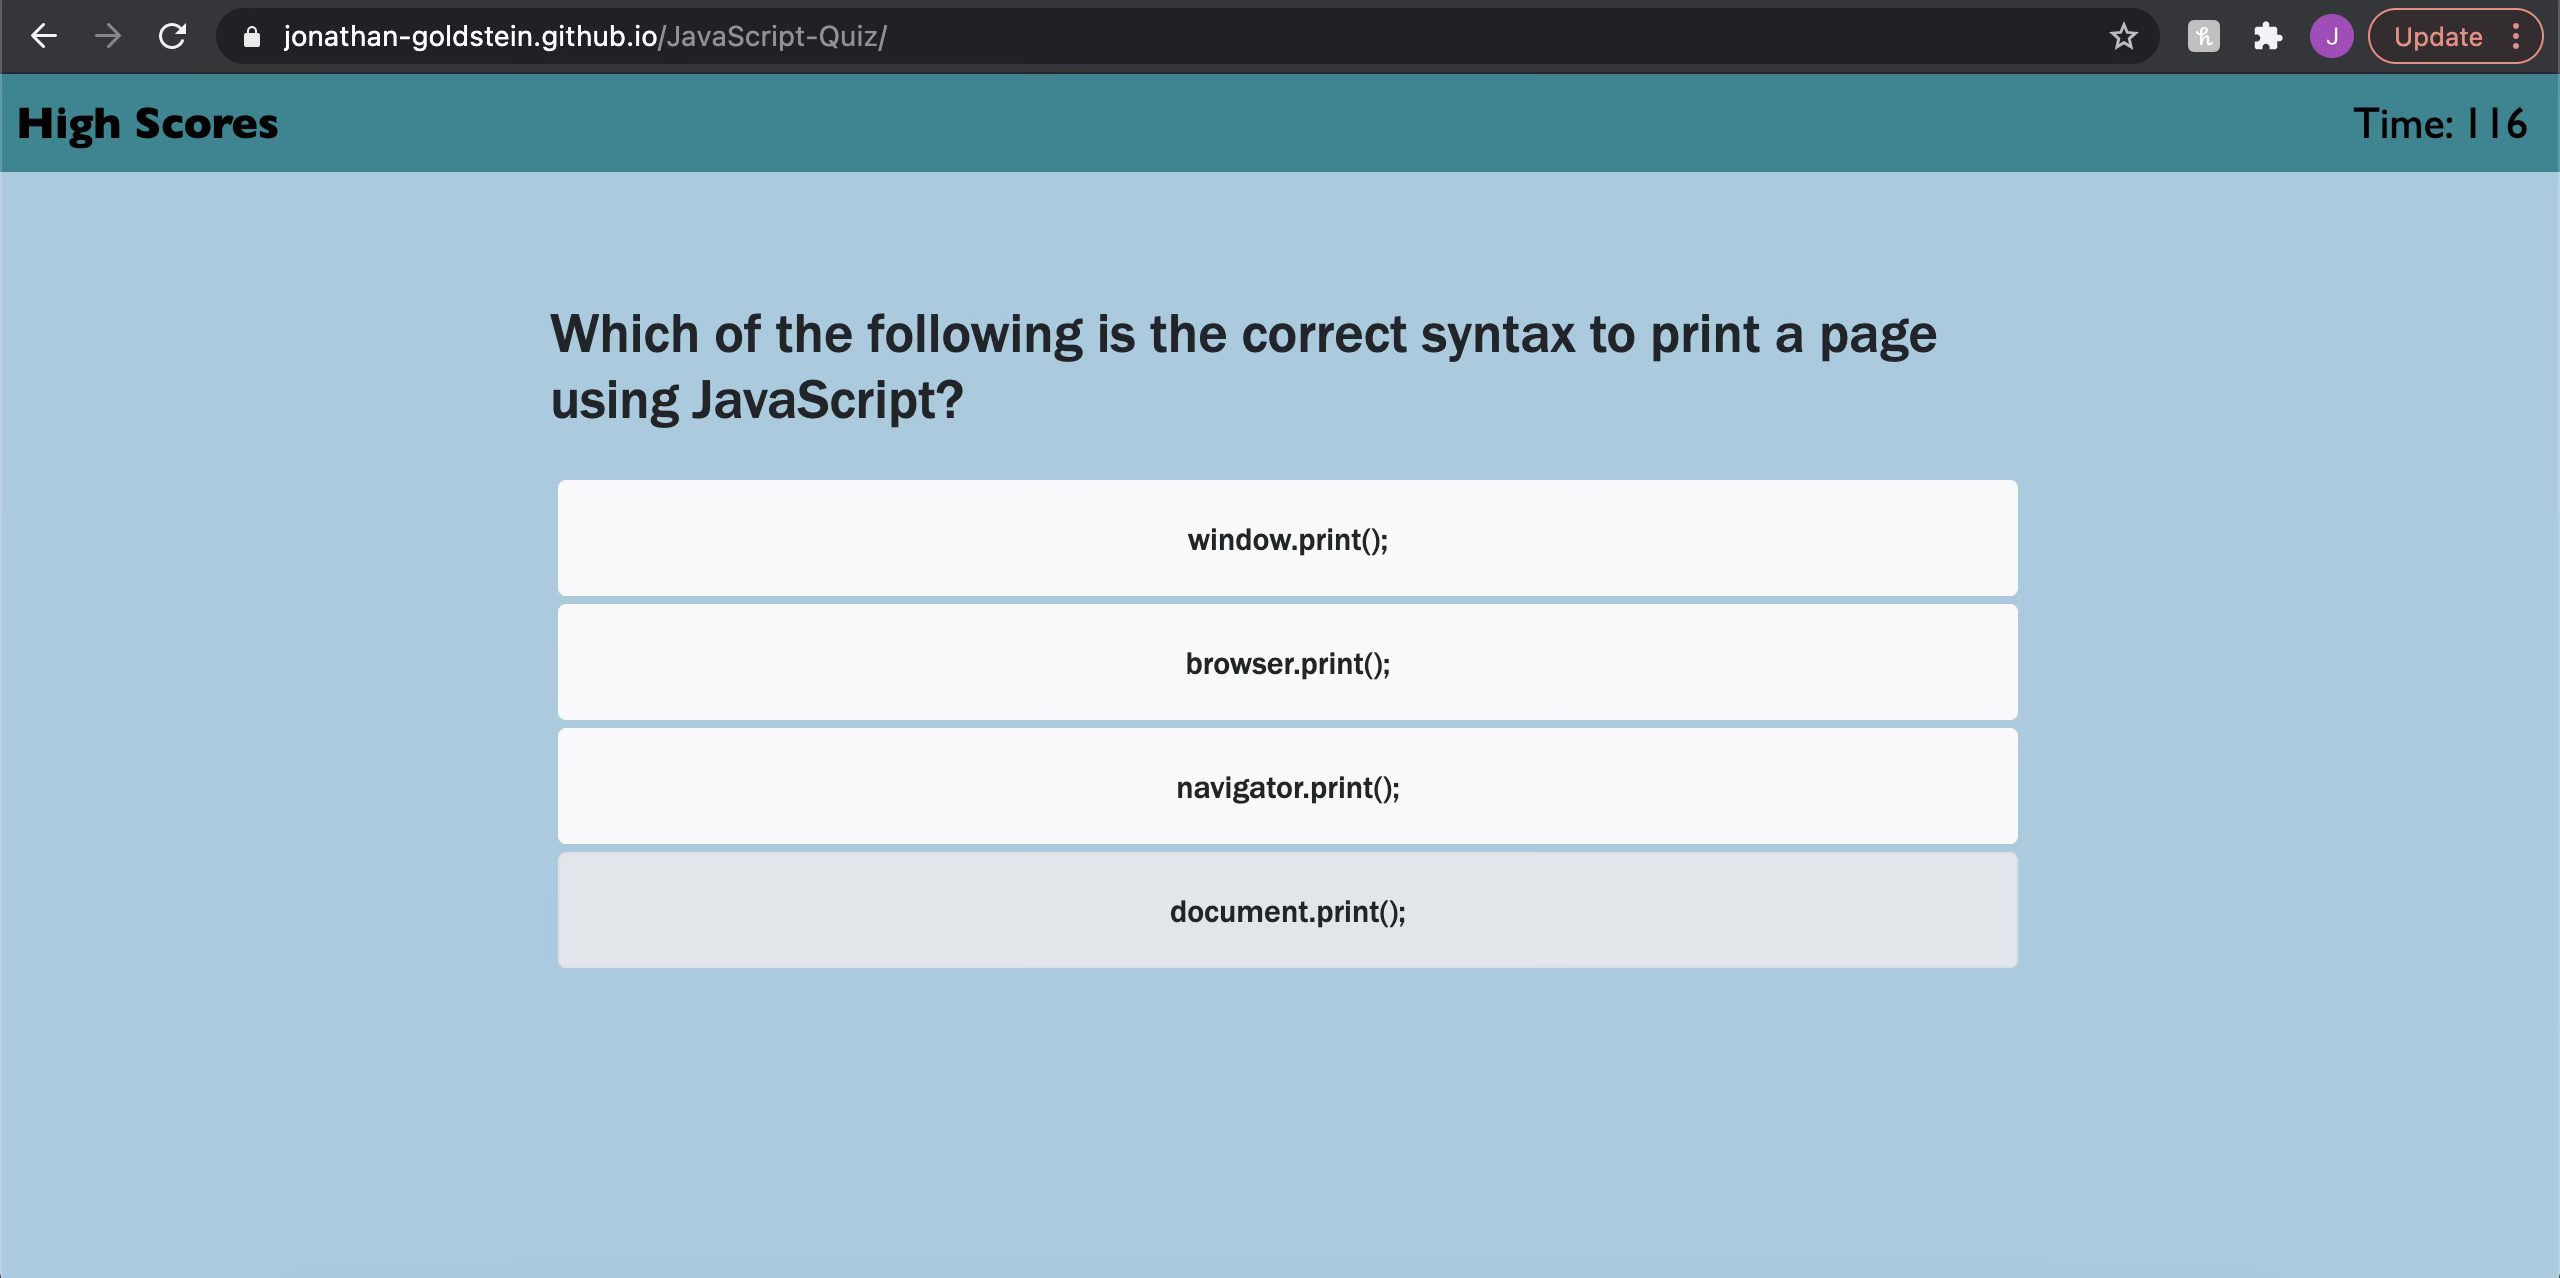 jonathan-goldstein.github.io/JavaScript-Quiz/
h
J
Update
High Scores
Time: 116
Which of the following is the correct syntax to print a page
using JavaScript?
window.print();
browser.print();
navigator.print();
document.print();